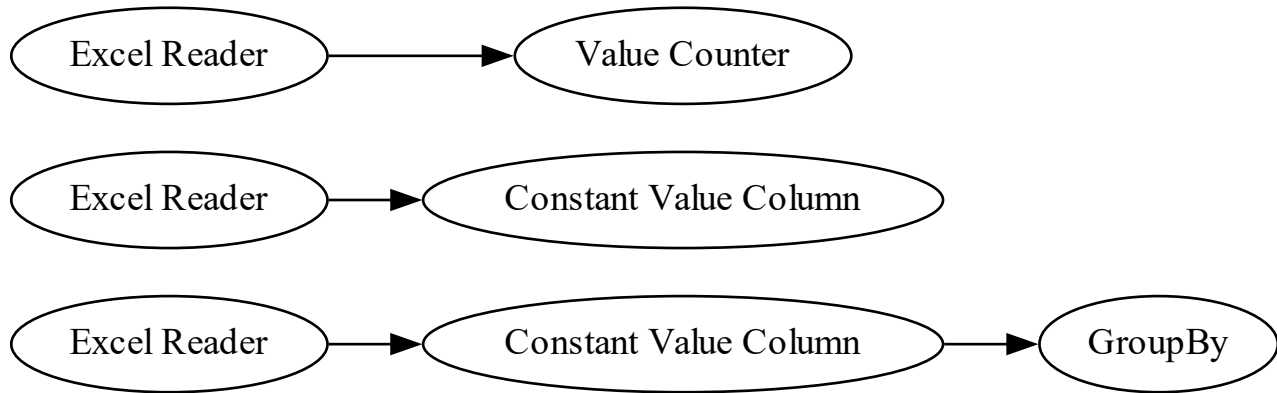 Excel Reader Value Counter
Excel Reader Constant Value Column
Excel Reader Constant Value Column GroupBy